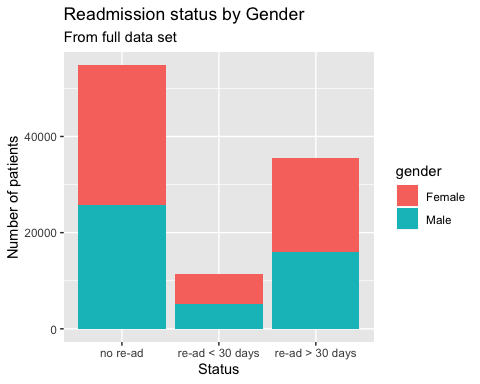 Readmission status by Gender
From full data set
Number of patients
40000
20000
0
no re-ad
re-ad < 30 days
re-ad > 30 days
Status
gender
Female
Male